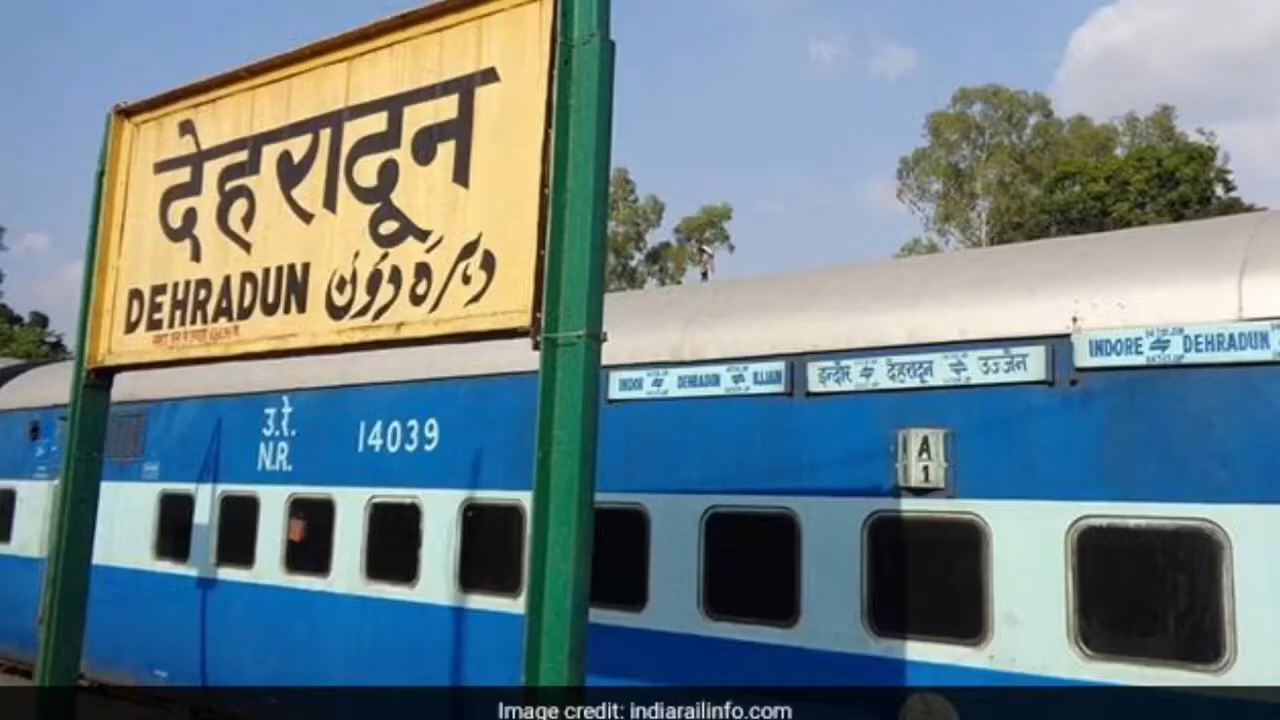 देहरादून
DEHRADUN دہرہ دون
उ.रे.
N.R.
14039
INDORE DEHRADUN UJJAIN
इन्दौर देहरादून उज्जैन
INDORE DEHRADUN
A
1
Image credit: indiarailinfo.com